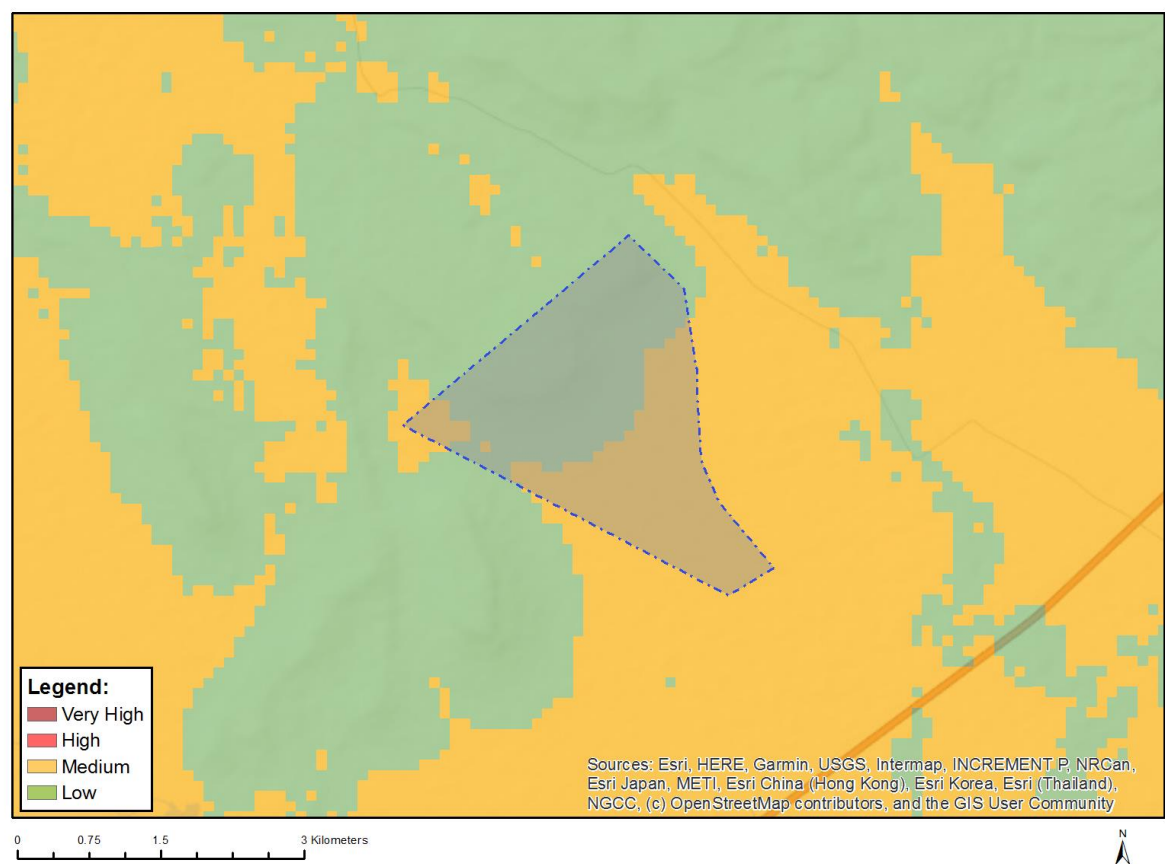 Legend:
Very High
High
Medium
Low
Sources: Esri, HERE, Garmin, USGS, Intermap, INCREMENT P, NRCan,
Esri Japan, METI, Esri China (Hong Kong), Esri Korea, Esri (Thailand),
NGCC, (c) OpenStreetMap contributors, and the GIS User Community
0 0.75 1.5 3 Kilometers
N